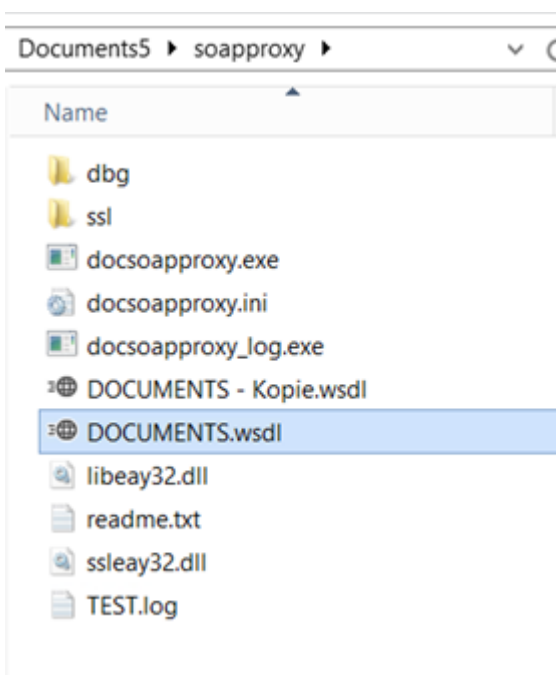 Documents5 ▸ soapproxy ▸
Name
dbg
ssl
docsoapproxy.exe
docsoapproxy.ini
docsoapproxy_log.exe
DOCUMENTS - Kopie.wsdl
DOCUMENTS.wsdl
libeay32.dll
readme.txt
ssleay32.dll
TEST.log